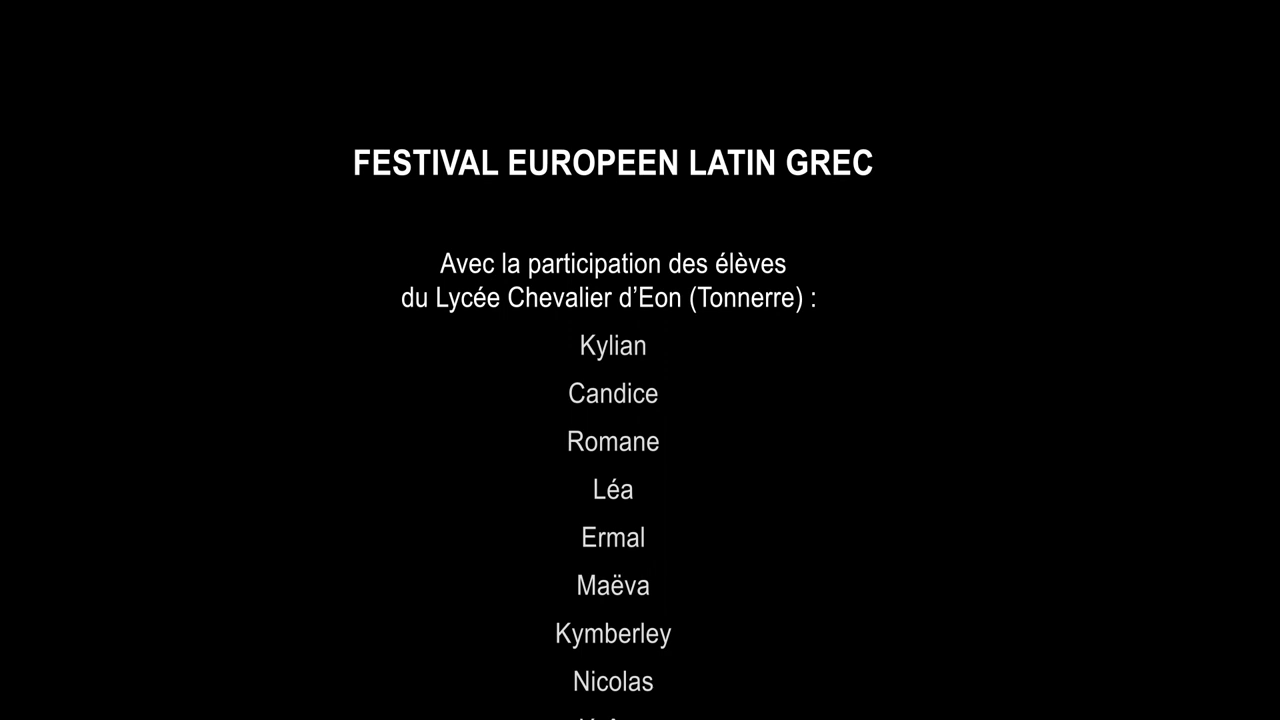 FESTIVAL EUROPEEN LATIN GREC
Avec la participation des élèves
du Lycée Chevalier d’Eon (Tonnerre) :
Kylian
Candice
Romane
Léa
Ermal
Maëva
Kymberley
Nicolas